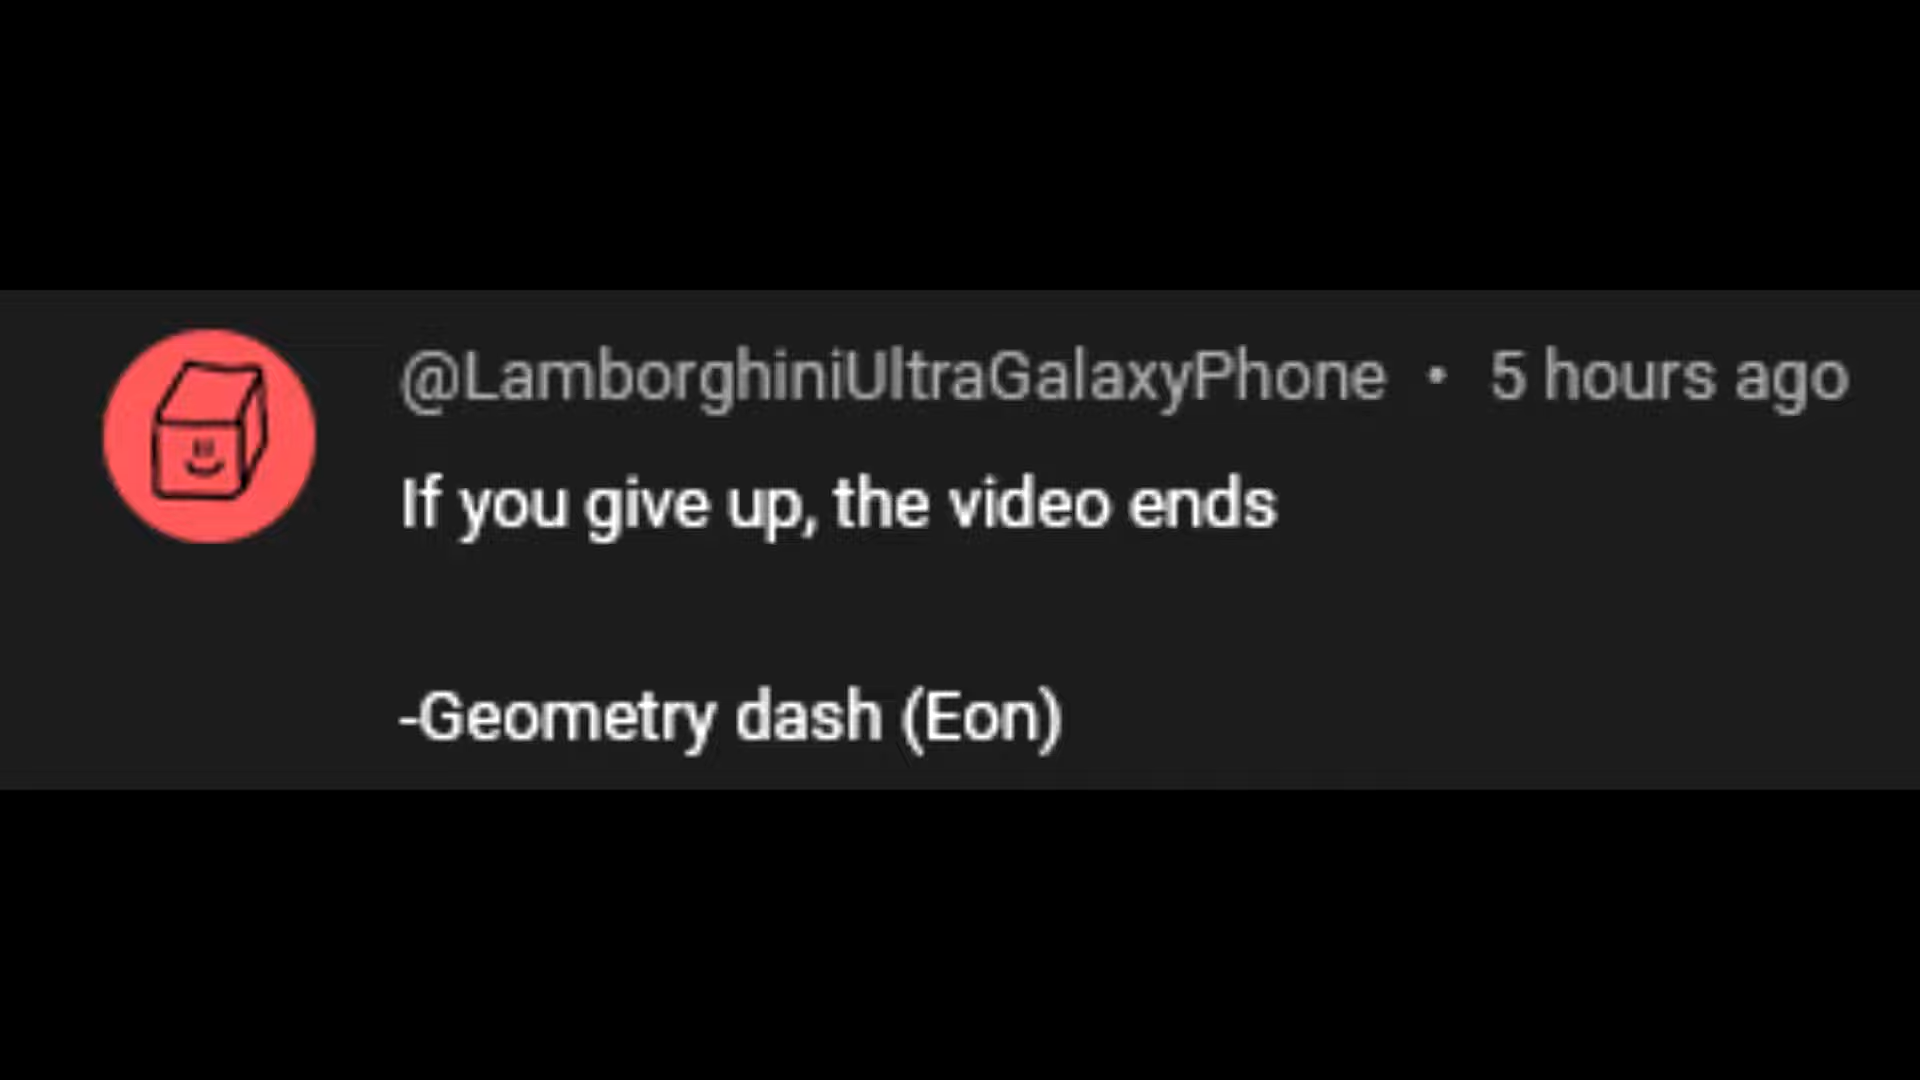 @LamborghiniUltraGalaxyPhone • 5 hours ago
If you give up, the video ends
-Geometry dash (Eon)